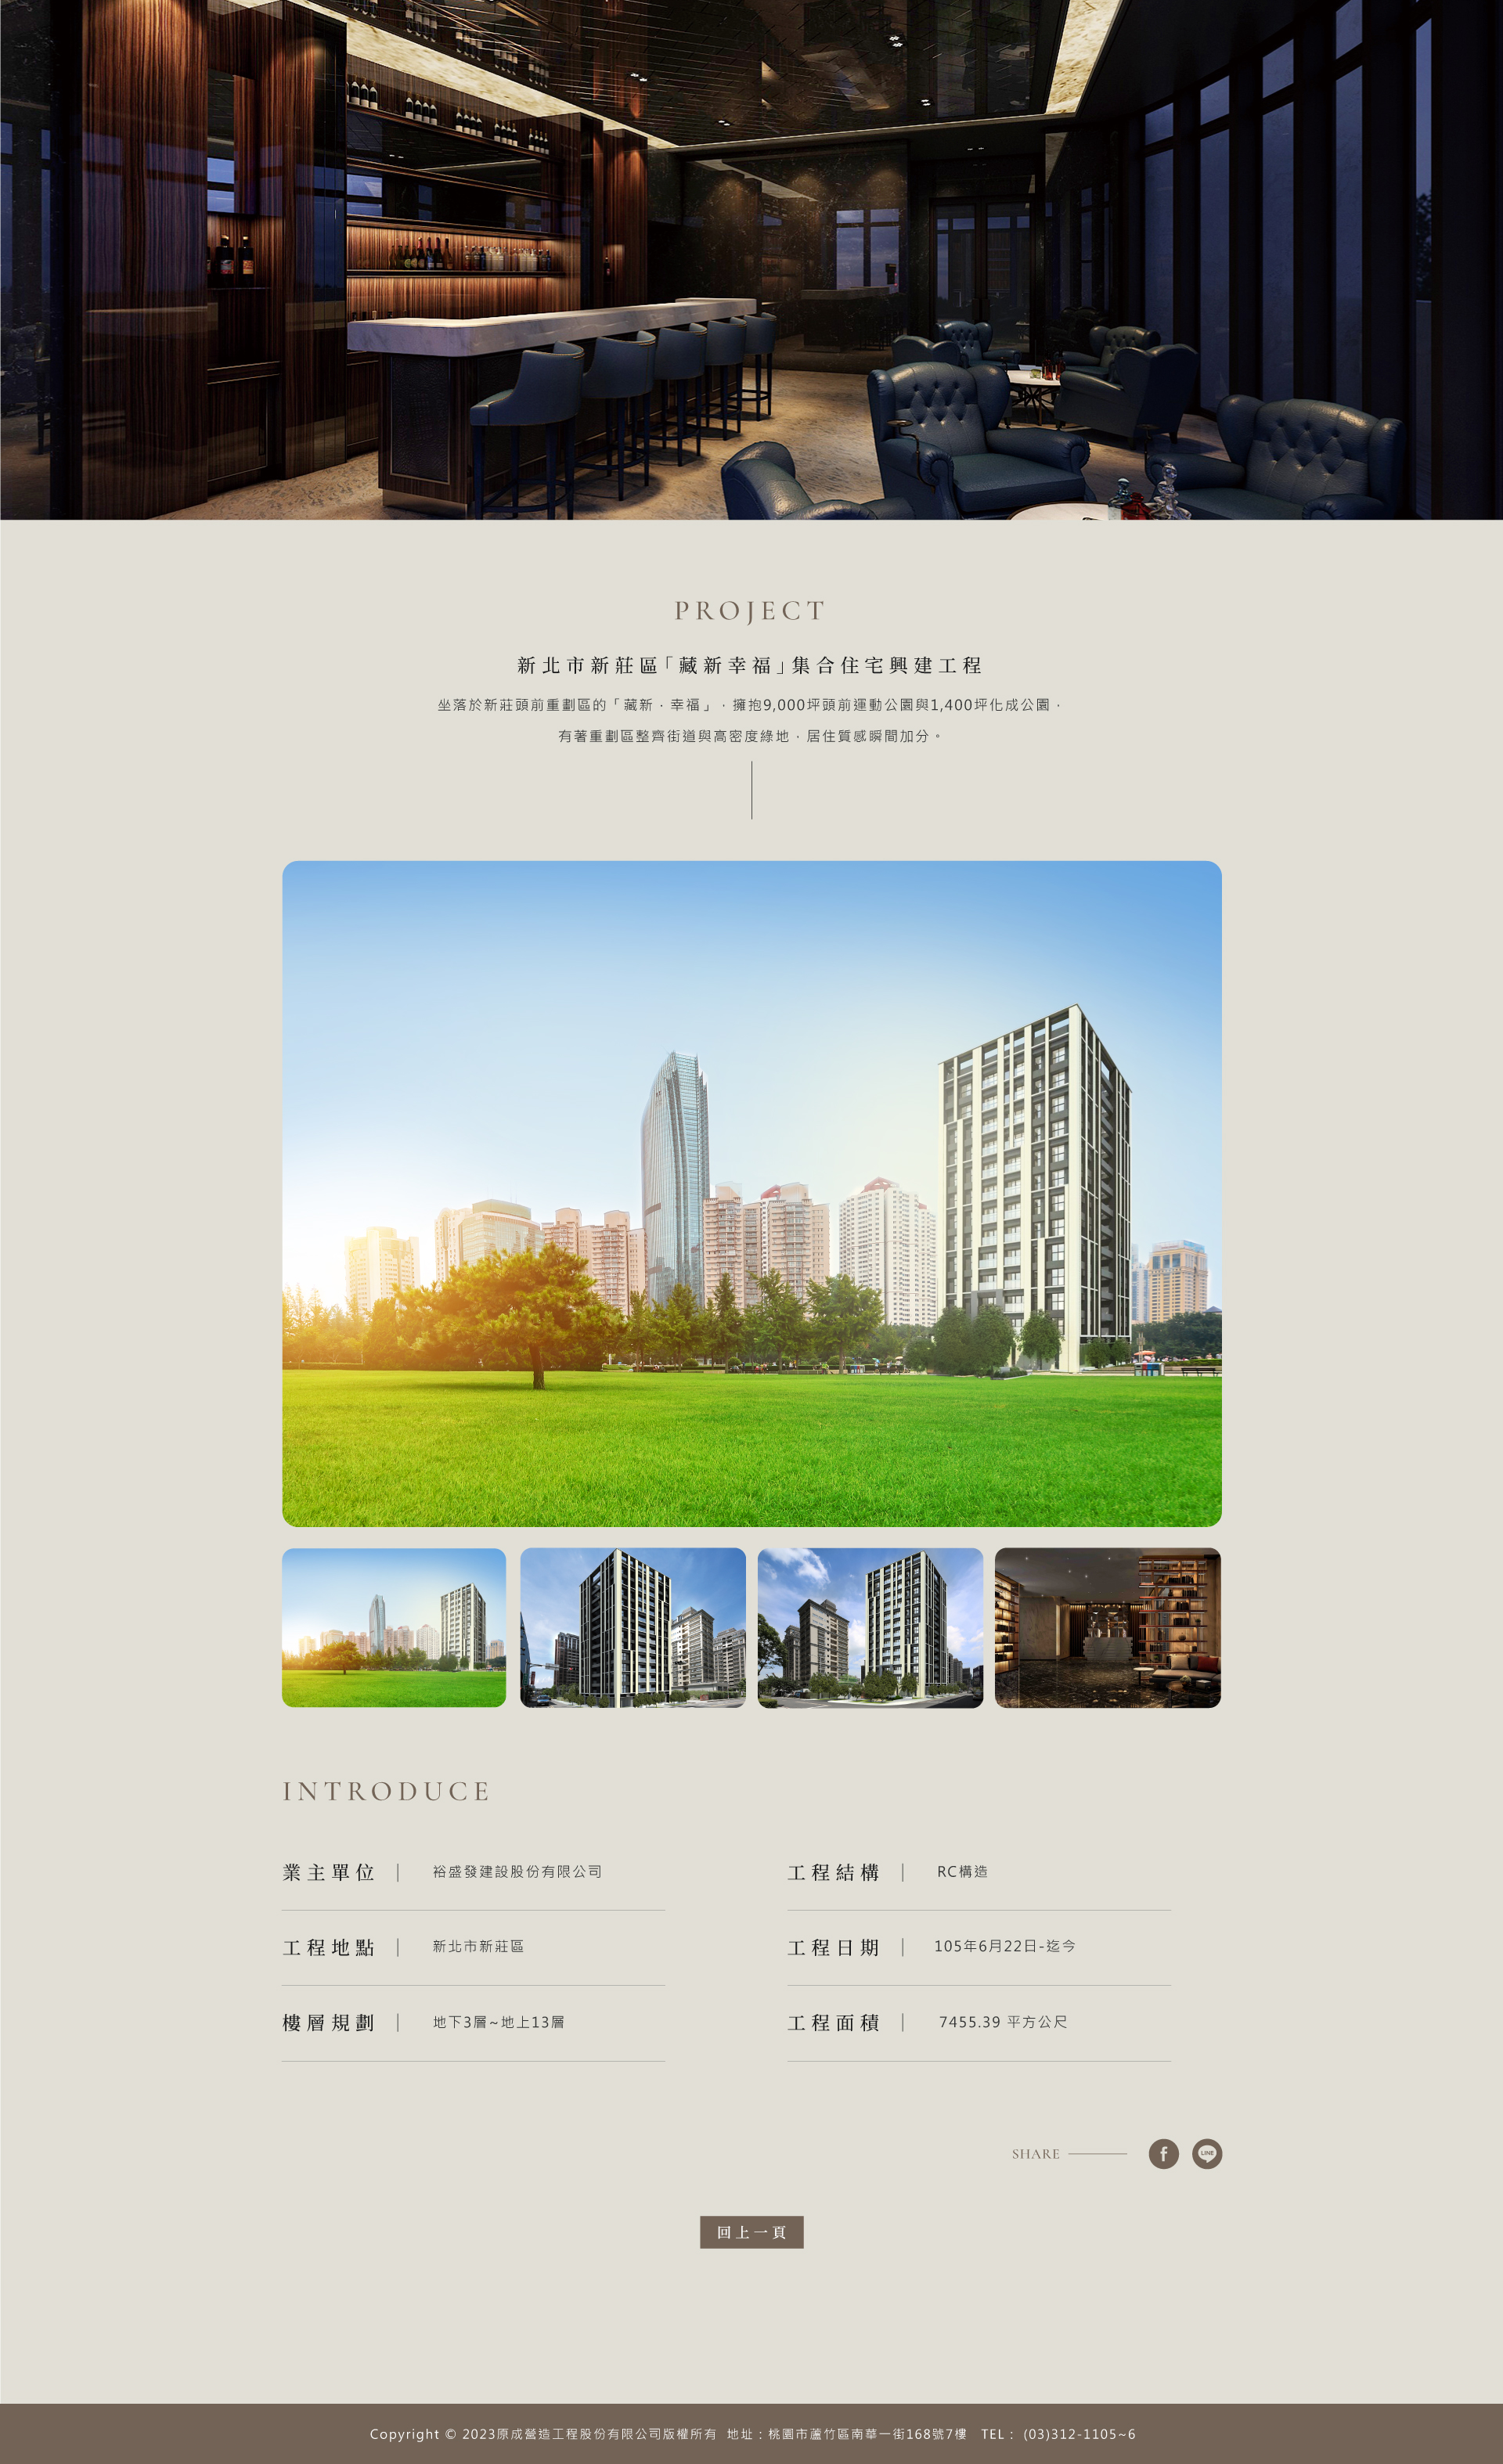 PROJECT
新北市新莊區「藏新幸福」集合住宅興建工程
坐落於新莊頭前重劃區的「藏新．幸福」，擁抱9,000坪頭前運動公園與1,400坪化成公園，
有著重劃區整齊街道與高密度綠地，居住質感瞬間加分。
INTRODUCE
業主單位｜ 裕盛發建設股份有限公司
工程結構｜ RC構造
工程地點｜ 新北市新莊區
工程日期｜ 105年6月22日-迄今
樓層規劃｜ 地下3層~地上13層
工程面積｜ 7455.39 平方公尺
SHARE
f
LINE
回上一頁
Copyright © 2023原成營造工程股份有限公司版權所有 地址：桃園市蘆竹區南華一街168號7樓 TEL： (03)312-1105~6